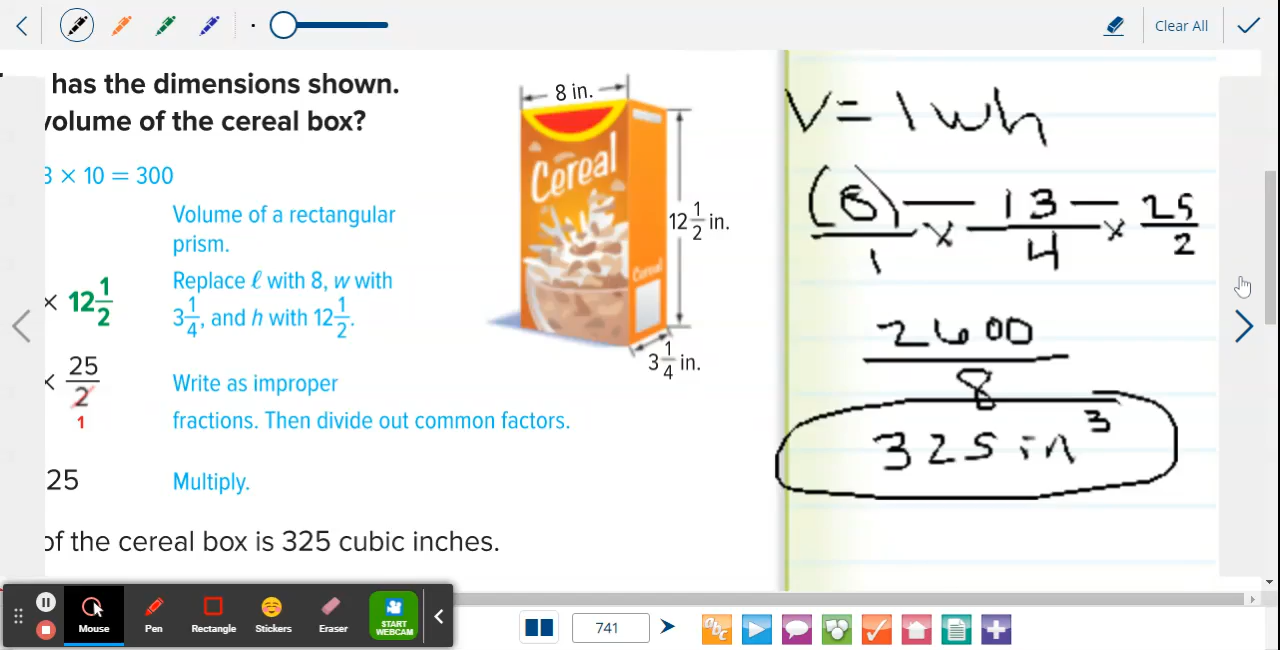 Clear All
has the dimensions shown.
volume of the cereal box?
3 × 10 = 300
Volume of a rectangular
prism.
× 12 1/2
Replace ℓ with 8, w with
3 1/4, and h with 12 1/2.
× 25/2
1
Write as improper
fractions. Then divide out common factors.
25
Multiply.
of the cereal box is 325 cubic inches.
8 in.
Cereal
12 1/2 in.
Cereal
3 1/4 in.
V = l w h
(8)/1 × 13/4 × 25/2
2600/8
325 in³
Mouse
Pen
Rectangle
Stickers
Eraser
START
WEBCAM
741
abc